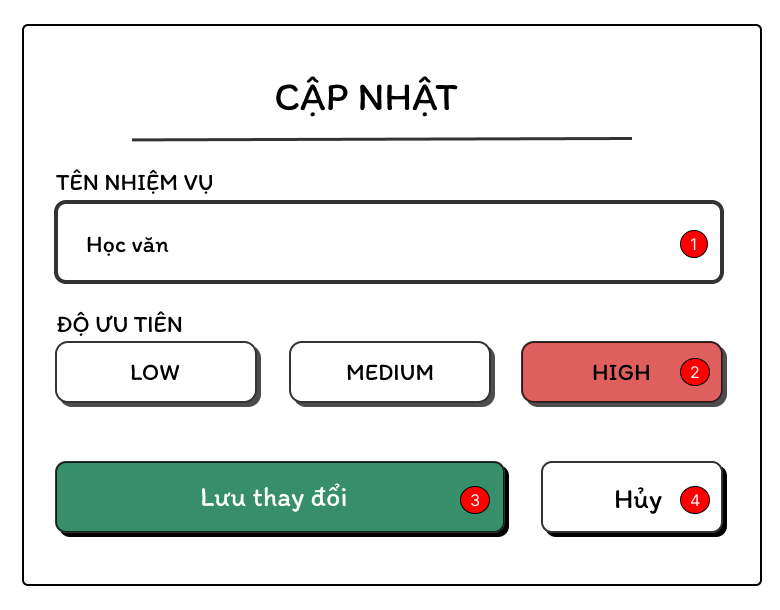 CẬP NHẬT
TÊN NHIỆM VỤ
Học văn 1
ĐỘ ƯU TIÊN
LOW MEDIUM HIGH 2
Lưu thay đổi 3 Hủy 4